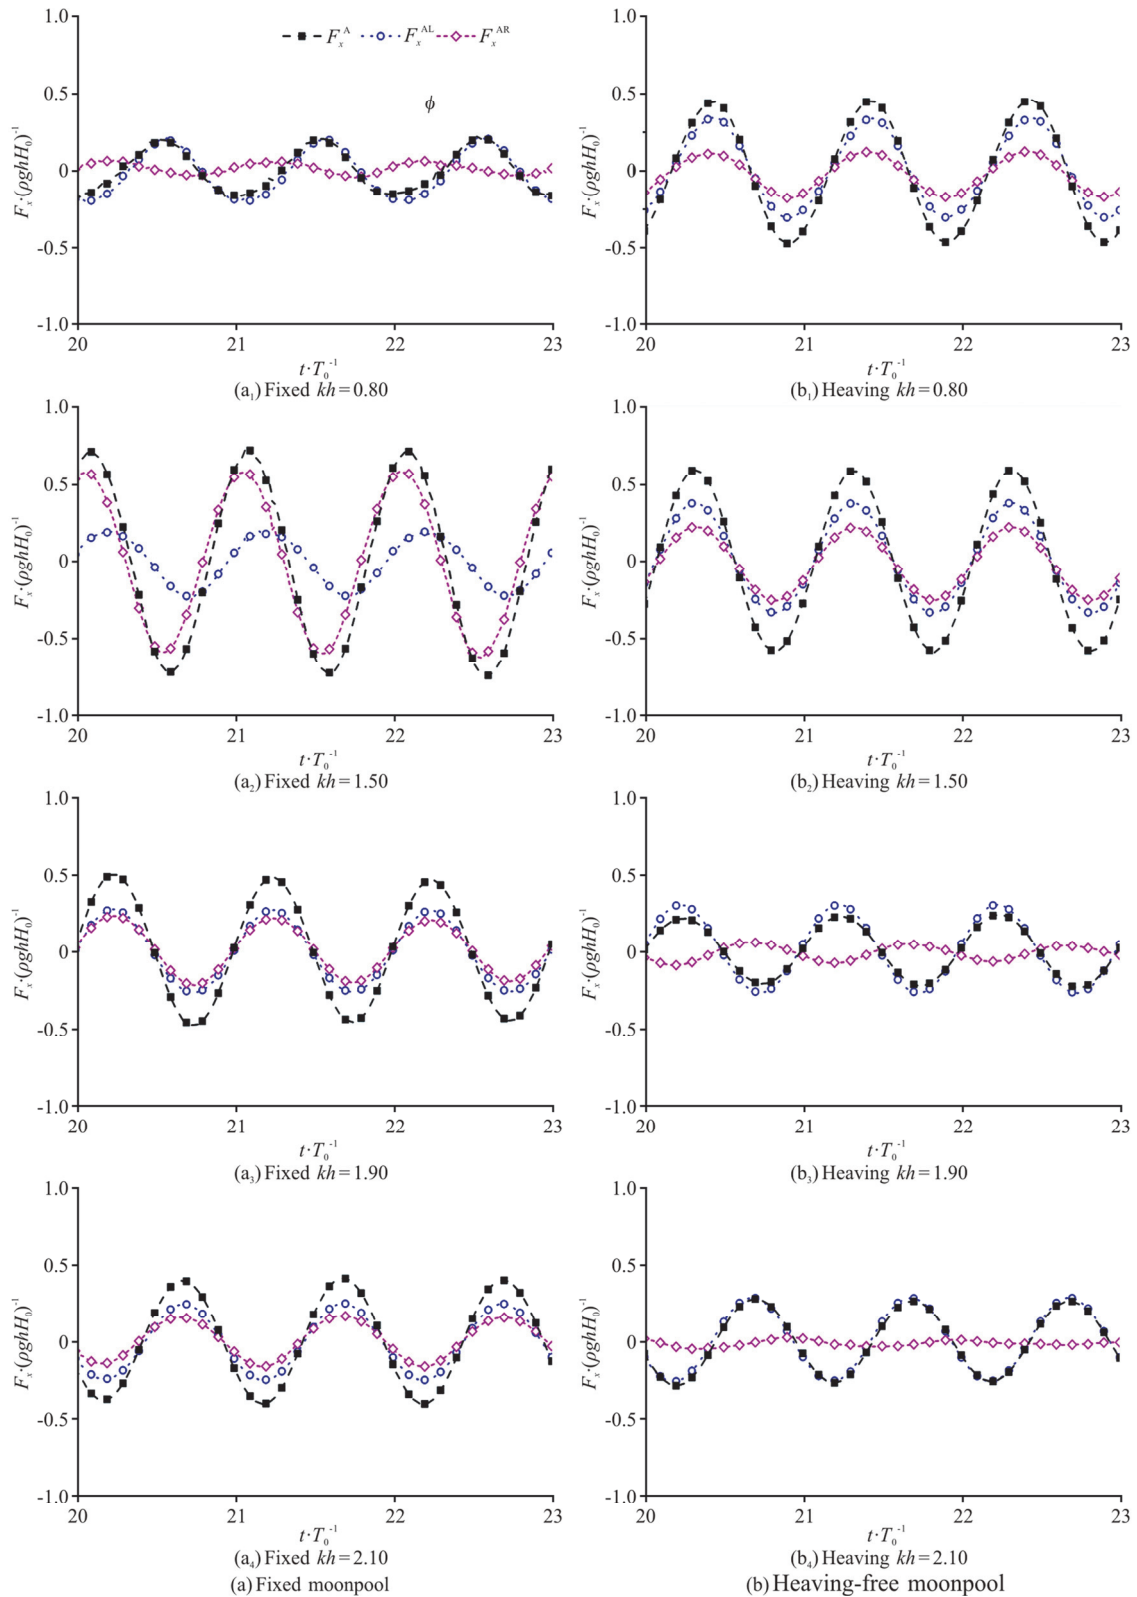 1.0
0.5
0
-0.5
-1.0
F_x·(ρghH_0)^-1
F_x^A F_x^AL F_x^AR
ϕ
20 21 22 23
t·T_0^-1
(a_1) Fixed kh=0.80
1.0
0.5
0
-0.5
-1.0
F_x·(ρghH_0)^-1
20 21 22 23
t·T_0^-1
(b_1) Heaving kh=0.80
1.0
0.5
0
-0.5
-1.0
F_x·(ρghH_0)^-1
20 21 22 23
t·T_0^-1
(a_2) Fixed kh=1.50
1.0
0.5
0
-0.5
-1.0
F_x·(ρghH_0)^-1
20 21 22 23
t·T_0^-1
(b_2) Heaving kh=1.50
1.0
0.5
0
-0.5
-1.0
F_x·(ρghH_0)^-1
20 21 22 23
t·T_0^-1
(a_3) Fixed kh=1.90
1.0
0.5
0
-0.5
-1.0
F_x·(ρghH_0)^-1
20 21 22 23
t·T_0^-1
(b_3) Heaving kh=1.90
1.0
0.5
0
-0.5
-1.0
F_x·(ρghH_0)^-1
20 21 22 23
t·T_0^-1
(a_4) Fixed kh=2.10
(a) Fixed moonpool
1.0
0.5
0
-0.5
-1.0
F_x·(ρghH_0)^-1
20 21 22 23
t·T_0^-1
(b_4) Heaving kh=2.10
(b) Heaving-free moonpool